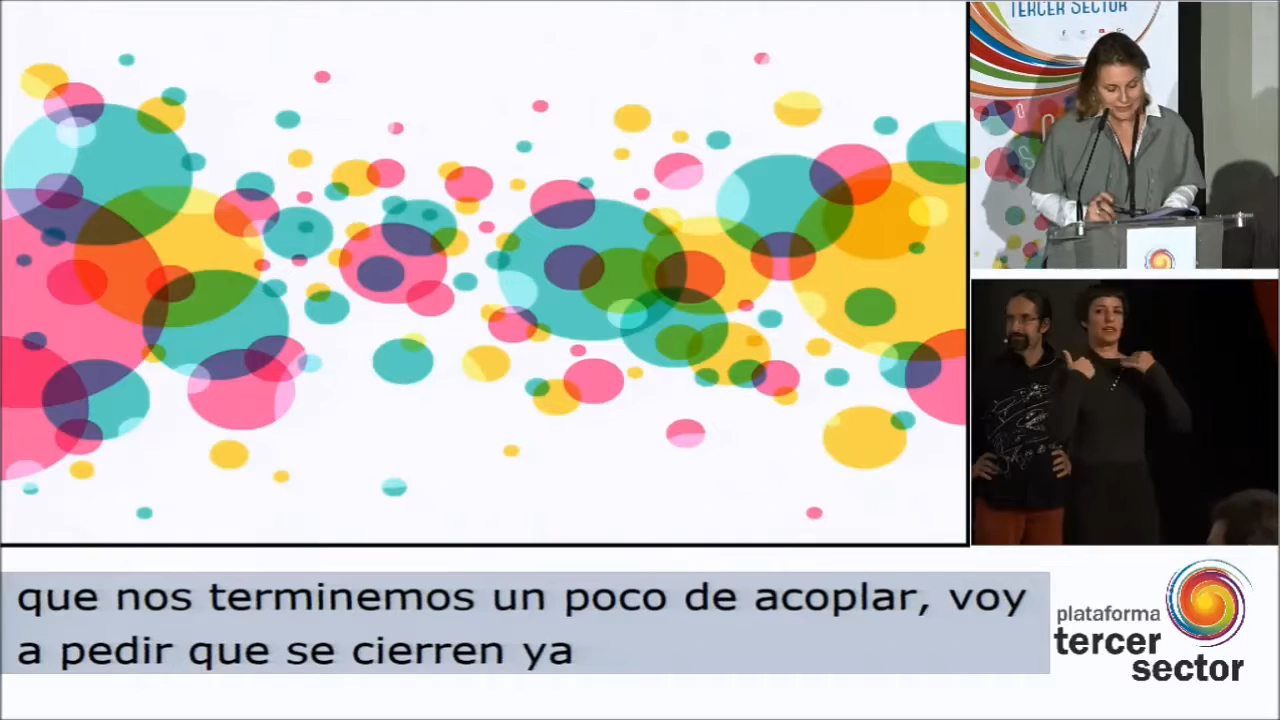 TERCER SECTOR
que nos terminemos un poco de acoplar, voy
a pedir que se cierren ya
plataforma
tercer
sector